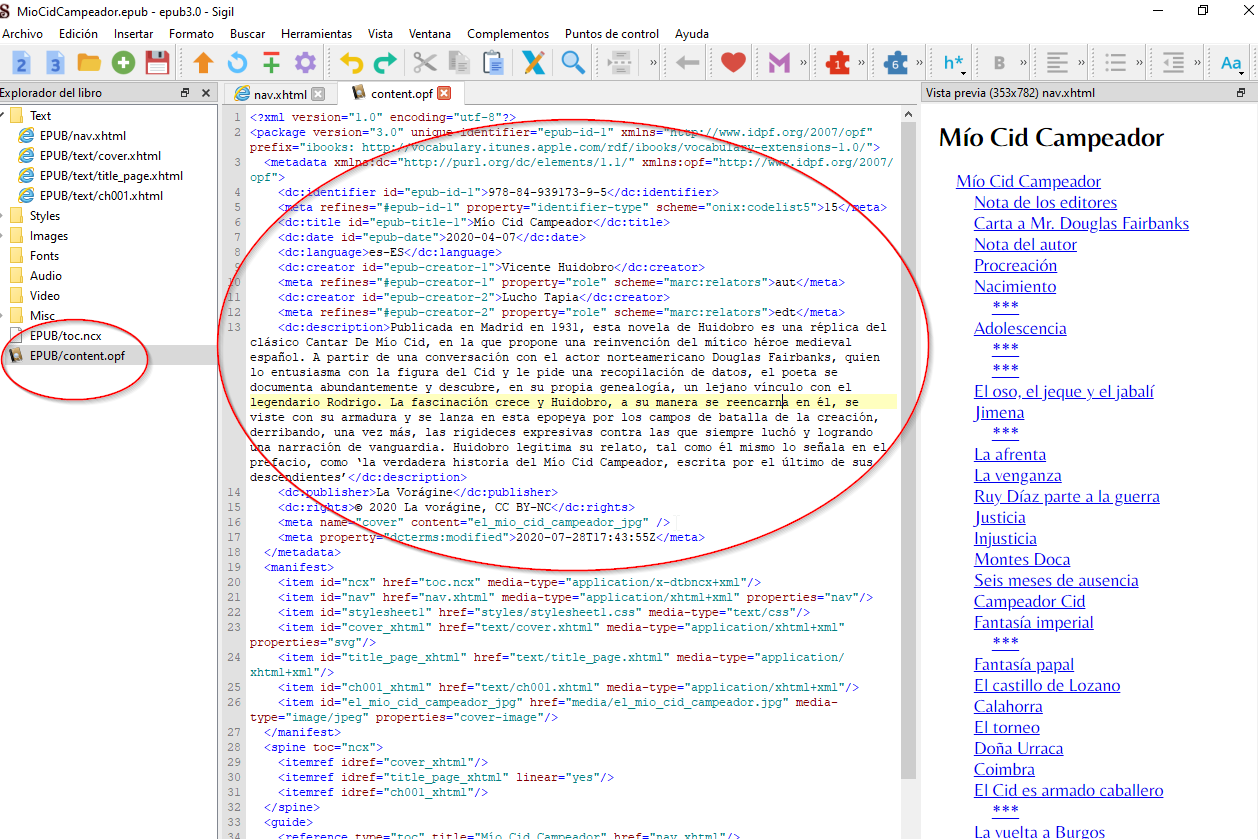 MioCidCampeador.epub - epub3.0 - Sigil
Archivo Edición Insertar Formato Buscar Herramientas Vista Ventana Complementos Puntos de control Ayuda
2 3 » » 1 » 6 » h* B » » » » Aa
Explorador del libro
Text
EPUB/nav.xhtml
EPUB/text/cover.xhtml
EPUB/text/title_page.xhtml
EPUB/text/ch001.xhtml
Styles
Images
Fonts
Audio
Video
Misc
EPUB/toc.ncx
EPUB/content.opf
nav.xhtml content.opf
1 <?xml version="1.0" encoding="utf-8"?>
2 <package version="3.0" unique-identifier="epub-id-1" xmlns="http://www.idpf.org/2007/opf"
prefix="ibooks: http://vocabulary.itunes.apple.com/rdf/ibooks/vocabulary-extensions-1.0/">
3 <metadata xmlns:dc="http://purl.org/dc/elements/1.1/" xmlns:opf="http://www.idpf.org/2007/
opf">
4 <dc:identifier id="epub-id-1">978-84-939173-9-5</dc:identifier>
5 <meta refines="#epub-id-1" property="identifier-type" scheme="onix:codelist5">15</meta>
6 <dc:title id="epub-title-1">Mío Cid Campeador</dc:title>
7 <dc:date id="epub-date">2020-04-07</dc:date>
8 <dc:language>es-ES</dc:language>
9 <dc:creator id="epub-creator-1">Vicente Huidobro</dc:creator>
10 <meta refines="#epub-creator-1" property="role" scheme="marc:relators">aut</meta>
11 <dc:creator id="epub-creator-2">Lucho Tapia</dc:creator>
12 <meta refines="#epub-creator-2" property="role" scheme="marc:relators">edt</meta>
13 <dc:description>Publicada en Madrid en 1931, esta novela de Huidobro es una réplica del
clásico Cantar De Mío Cid, en la que propone una reinvención del mítico héroe medieval
español. A partir de una conversación con el actor norteamericano Douglas Fairbanks, quien
lo entusiasma con la figura del Cid y le pide una recopilación de datos, el poeta se
documenta abundantemente y descubre, en su propia genealogía, un lejano vínculo con el
legendario Rodrigo. La fascinación crece y Huidobro, a su manera se reencarna en él, se
viste con su armadura y se lanza en esta epopeya por los campos de batalla de la creación,
derribando, una vez más, las rigideces expresivas contra las que siempre luchó y logrando
una narración de vanguardia. Huidobro legitima su relato, tal como él mismo lo señala en el
prefacio, como ‘la verdadera historia del Mío Cid Campeador, escrita por el último de sus
descendientes’</dc:description>
14 <dc:publisher>La Vorágine</dc:publisher>
15 <dc:rights>© 2020 La vorágine, CC BY-NC</dc:rights>
16 <meta name="cover" content="el_mio_cid_campeador_jpg" />
17 <meta property="dcterms:modified">2020-07-28T17:43:55Z</meta>
18 </metadata>
19 <manifest>
20 <item id="ncx" href="toc.ncx" media-type="application/x-dtbncx+xml"/>
21 <item id="nav" href="nav.xhtml" media-type="application/xhtml+xml" properties="nav"/>
22 <item id="stylesheet1" href="styles/stylesheet1.css" media-type="text/css"/>
23 <item id="cover_xhtml" href="text/cover.xhtml" media-type="application/xhtml+xml"
properties="svg"/>
24 <item id="title_page_xhtml" href="text/title_page.xhtml" media-type="application/
xhtml+xml"/>
25 <item id="ch001_xhtml" href="text/ch001.xhtml" media-type="application/xhtml+xml"/>
26 <item id="el_mio_cid_campeador_jpg" href="media/el_mio_cid_campeador.jpg" media-
type="image/jpeg" properties="cover-image"/>
27 </manifest>
28 <spine toc="ncx">
29 <itemref idref="cover_xhtml"/>
30 <itemref idref="title_page_xhtml" linear="yes"/>
31 <itemref idref="ch001_xhtml"/>
32 </spine>
33 <guide>
34 <reference type="toc" title="Mío Cid Campeador" href="nav.xhtml"/>
Vista previa (353x782) nav.xhtml
Mío Cid Campeador
Mío Cid Campeador
Nota de los editores
Carta a Mr. Douglas Fairbanks
Nota del autor
Procreación
Nacimiento
***
Adolescencia
***
***
El oso, el jeque y el jabalí
Jimena
***
La afrenta
La venganza
Ruy Díaz parte a la guerra
Justicia
Injusticia
Montes Doca
Seis meses de ausencia
Campeador Cid
Fantasía imperial
***
Fantasía papal
El castillo de Lozano
Calahorra
El torneo
Doña Urraca
Coimbra
El Cid es armado caballero
***
La vuelta a Burgos